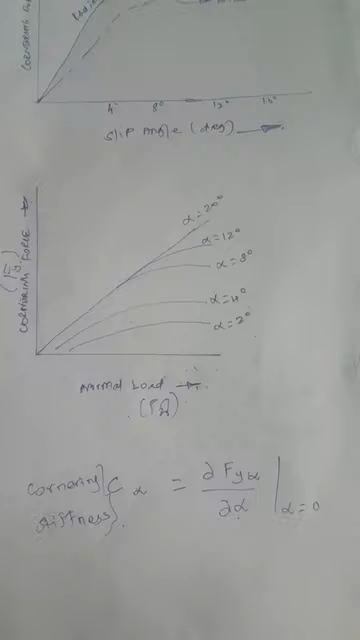 CORNERING F
4° 8° 12° 16°
Slip Angle (deg)
α=20°
α=12°
α=8°
α=4°
α=2°
CORNERING FORCE
(Fy)
Normal Load
Cornering Stiffness } Cα = ∂Fyα / ∂α |α=0